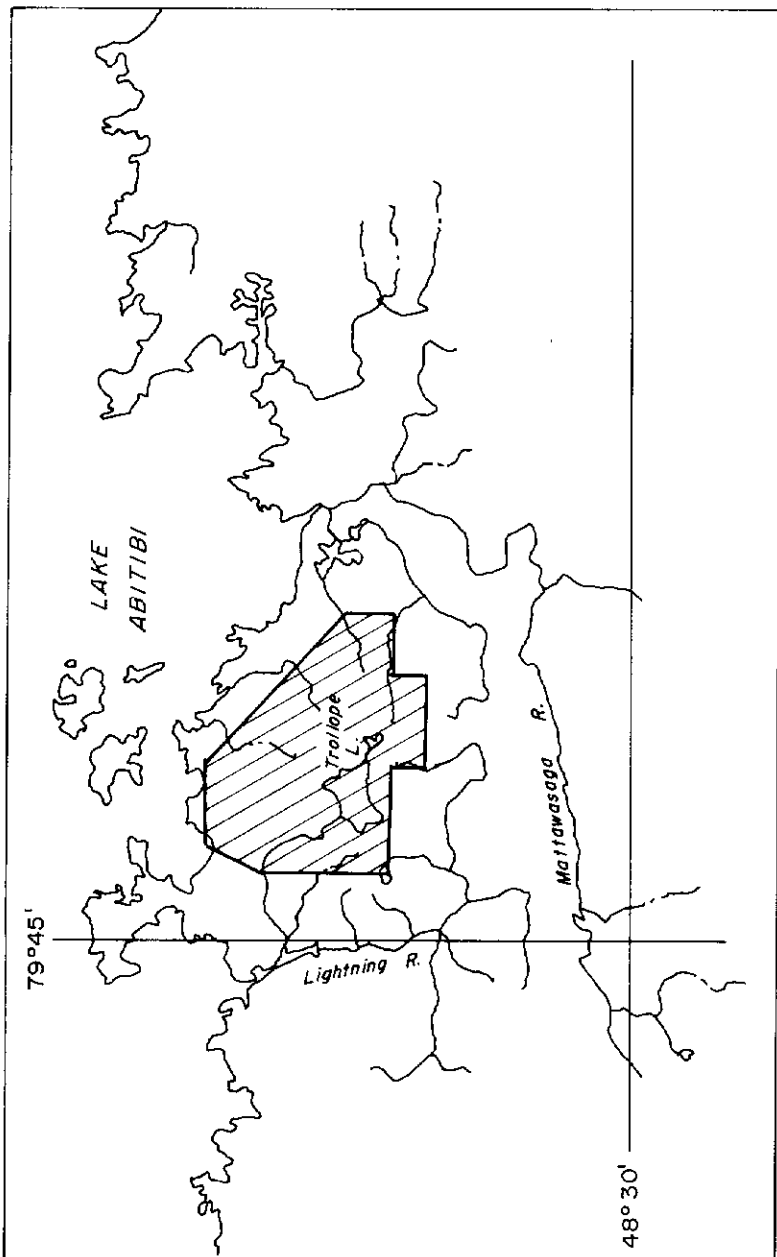 79°45'
LAKE
ABITIBI
Trollope
L.
Lightning R.
Mattawasaga R.
48°30'